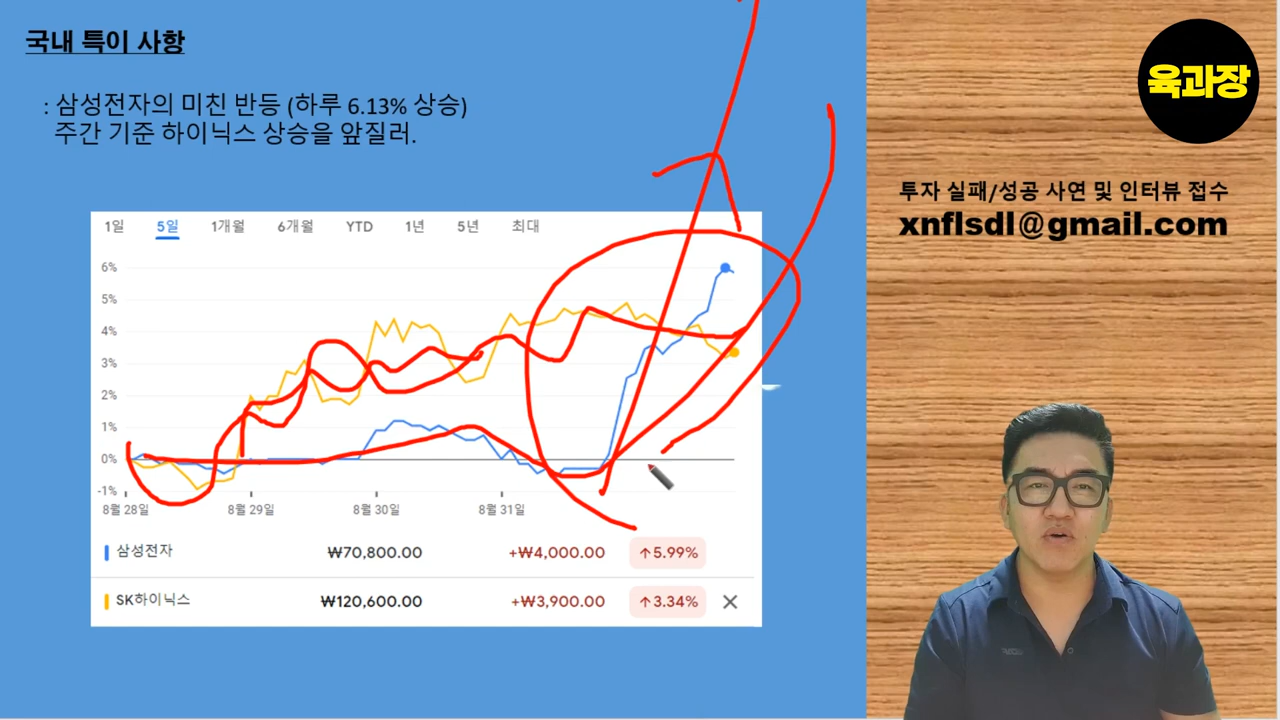 국내 특이 사항
: 삼성전자의 미친 반등 (하루 6.13% 상승)
주간 기준 하이닉스 상승을 앞질러.
육과장
투자 실패/성공 사연 및 인터뷰 접수
xnflsdl@gmail.com
1일 5일 1개월 6개월 YTD 1년 5년 최대
6%
5%
4%
3%
2%
1%
0%
-1%
8월 28일 8월 29일 8월 30일 8월 31일
삼성전자 ₩70,800.00 +₩4,000.00 ↑5.99%
SK하이닉스 ₩120,600.00 +₩3,900.00 ↑3.34% ×